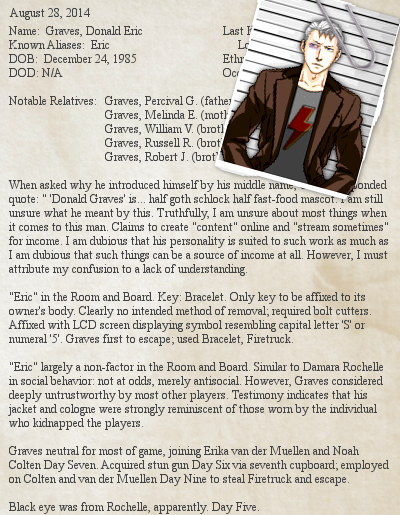 August 28, 2014
Name: Graves, Donald Eric
Last
Known Aliases: Eric
DOB: December 24, 1985
DOD: N/A
Notable Relatives: Graves, Percival G.
Graves, Melinda E.
Graves, William V.
Graves, Russell R.
Graves, Robert J.
When asked why he introduced himself by his middle name,
quote: " 'Donald Graves' is... half goth schlock half fast-food mascot. I am still
unsure what he meant by this. Truthfully, I am unsure about most things when
it comes to this man. Claims to create "content" online and "stream sometimes"
for income. I am dubious that his personality is suited to such work as much as
I am dubious that such things can be a source of income at all. However, I must
attribute my confusion to a lack of understanding.
"Eric" in the Room and Board. Key: Bracelet. Only key to be affixed to its
owner's body. Clearly no intended method of removal; required bolt cutters.
Affixed with LCD screen displaying symbol resembling capital letter 'S' or
numeral '5'. Graves first to escape; used Bracelet, Firetruck.
"Eric" largely a non-factor in the Room and Board. Similar to Damara Rochelle
in social behavior: not at odds, merely antisocial. However, Graves considered
deeply untrustworthy by most other players. Testimony indicates that his
jacket and cologne were strongly reminiscent of those worn by the individual
who kidnapped the players.
Graves neutral for most of game, joining Erika van der Muellen and Noah
Colten Day Seven. Acquired stun gun Day Six via seventh cupboard; employed
on Colten and van der Muellen Day Nine to steal Firetruck and escape.
Black eye was from Rochelle, apparently. Day Five.